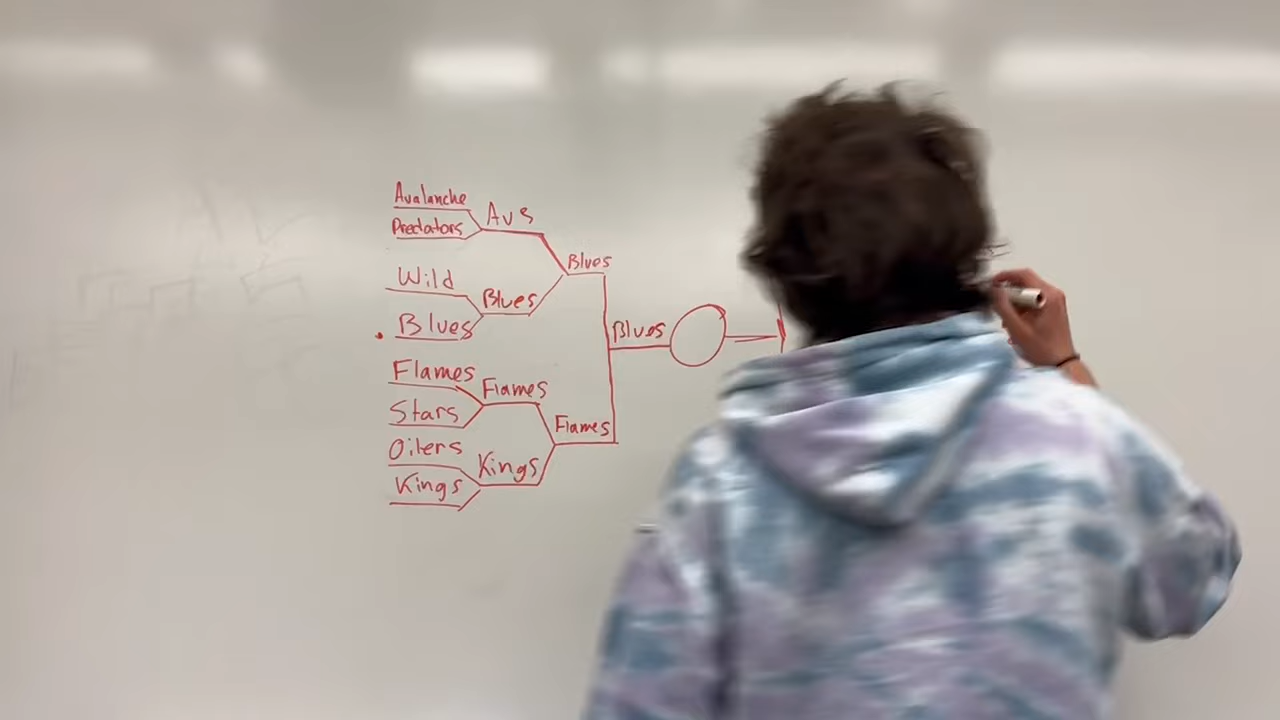 Avalanche
Predators
Avs
Wild
Blues
Blues
Blues
Flames
Stars
Flames
Oilers
Kings
Kings
Flames
Blues